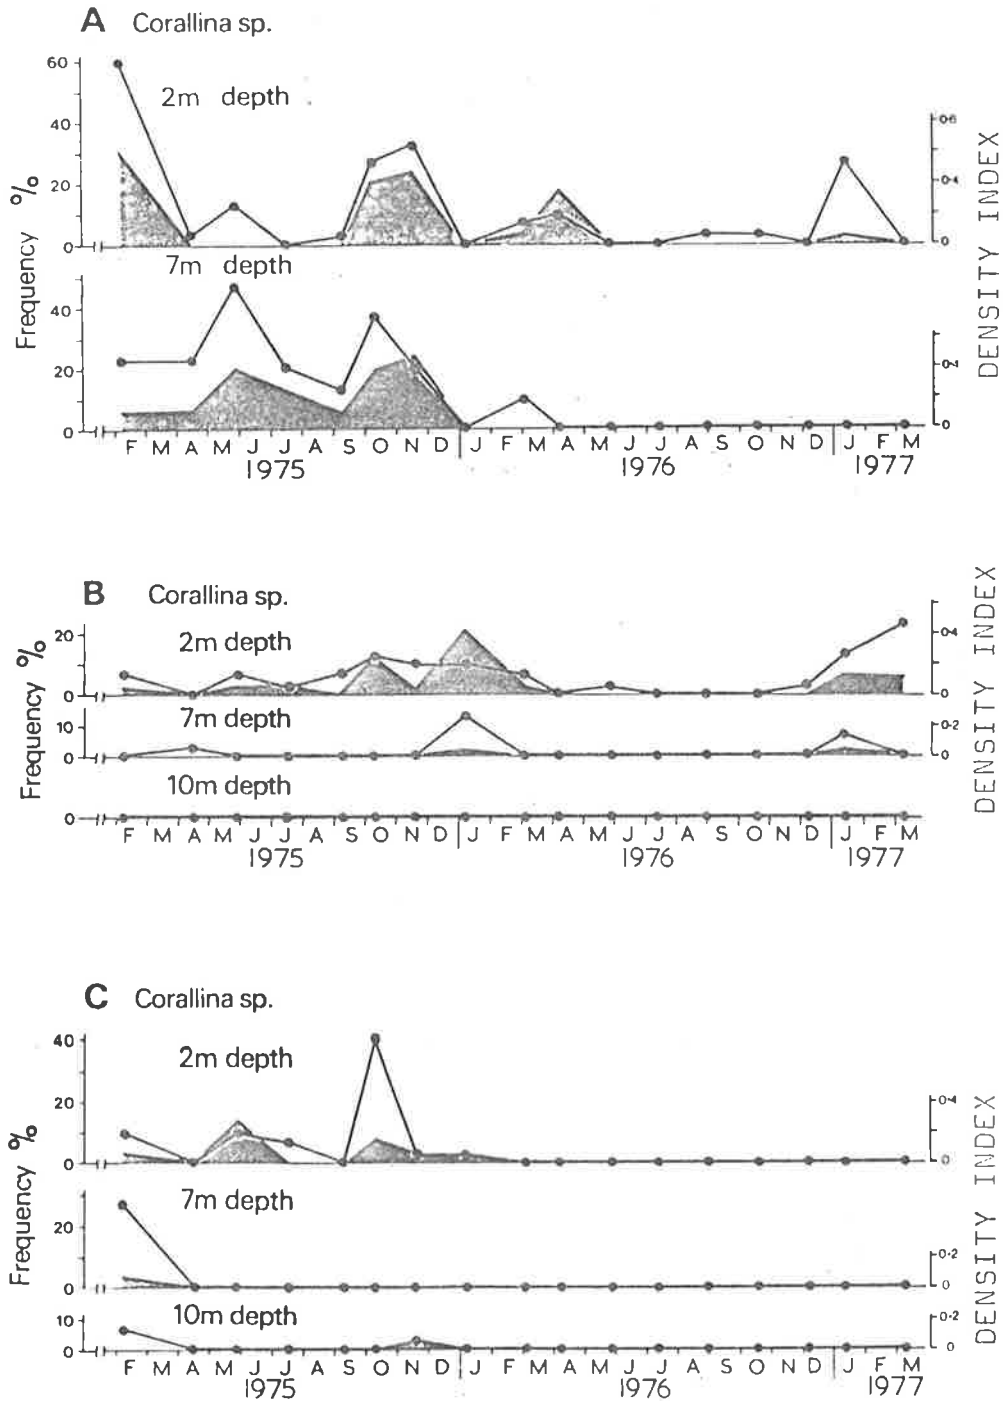 A Corallina sp.
60
2m depth
40
0·6
20
0·4
0
0
7m depth
40
20
0
0
Frequency %
DENSITY INDEX
F M A M J J A S O N D J F M A M J J A S O N D J F M
1975 1976 1977
B Corallina sp.
20
2m depth
0·4
0
0
7m depth
10
0·2
0
0
10m depth
0
Frequency %
DENSITY INDEX
F M A M J J A S O N D J F M A M J J A S O N D J F M
1975 1976 1977
C Corallina sp.
40
2m depth
20
0·4
0
0
7m depth
20
0·2
0
0
10m depth
10
0·2
0
0
Frequency %
DENSITY INDEX
F M A M J J A S O N D J F M A M J J A S O N D J F M
1975 1976 1977